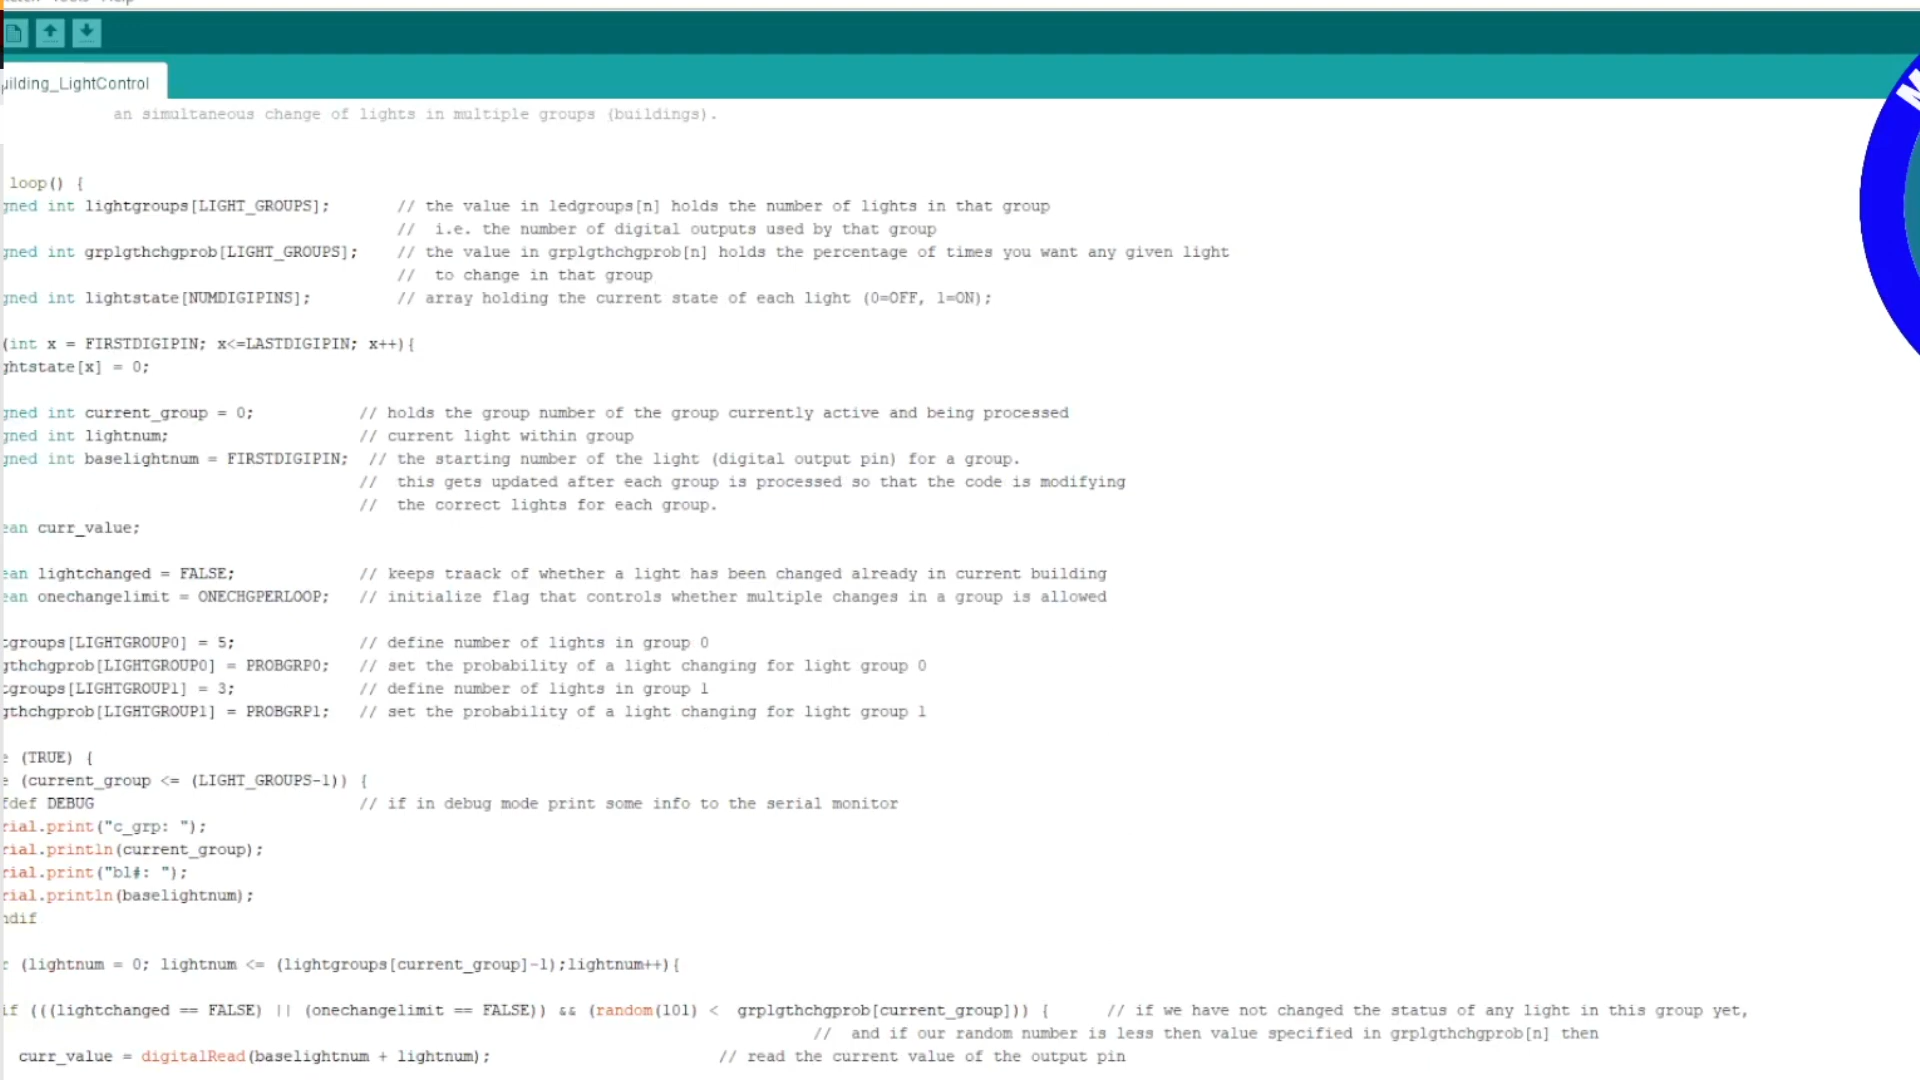 Building_LightControl
an simultaneous change of lights in multiple groups (buildings).
loop() {
gned int lightgroups[LIGHT_GROUPS]; // the value in ledgroups[n] holds the number of lights in that group
// i.e. the number of digital outputs used by that group
gned int grplgthchgprob[LIGHT_GROUPS]; // the value in grplgthchgprob[n] holds the percentage of times you want any given light
// to change in that group
gned int lightstate[NUMDIGIPINS]; // array holding the current state of each light (0=OFF, 1=ON);
(int x = FIRSTDIGIPIN; x<=LASTDIGIPIN; x++){
ghtstate[x] = 0;
gned int current_group = 0; // holds the group number of the group currently active and being processed
gned int lightnum; // current light within group
gned int baselightnum = FIRSTDIGIPIN; // the starting number of the light (digital output pin) for a group.
// this gets updated after each group is processed so that the code is modifying
// the correct lights for each group.
ean curr_value;
ean lightchanged = FALSE; // keeps traack of whether a light has been changed already in current building
ean onechangelimit = ONECHGPERLOOP; // initialize flag that controls whether multiple changes in a group is allowed
tgroups[LIGHTGROUP0] = 5; // define number of lights in group 0
gthchgprob[LIGHTGROUP0] = PROBGRP0; // set the probability of a light changing for light group 0
tgroups[LIGHTGROUP1] = 3; // define number of lights in group 1
gthchgprob[LIGHTGROUP1] = PROBGRP1; // set the probability of a light changing for light group 1
e (TRUE) {
e (current_group <= (LIGHT_GROUPS-1)) {
fdef DEBUG // if in debug mode print some info to the serial monitor
rial.print("c_grp: ");
rial.println(current_group);
rial.print("bl#: ");
rial.println(baselightnum);
ndif
r (lightnum = 0; lightnum <= (lightgroups[current_group]-1);lightnum++){
if (((lightchanged == FALSE) || (onechangelimit == FALSE)) && (random(101) < grplgthchgprob[current_group])) { // if we have not changed the status of any light in this group yet,
// and if our random number is less then value specified in grplgthchgprob[n] then
curr_value = digitalRead(baselightnum + lightnum); // read the current value of the output pin